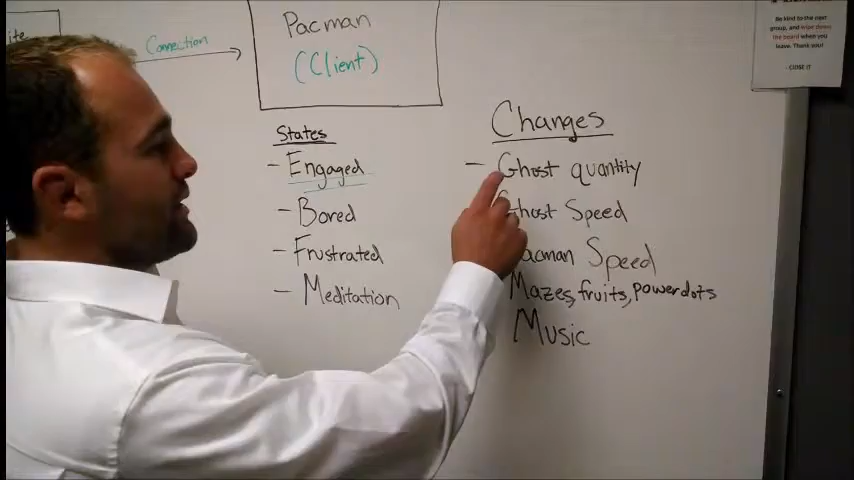 Connection
Pacman
(Client)
States
- Engaged
- Bored
- Frustrated
- Meditation
Changes
- Ghost quantity
Ghost Speed
Pacman Speed
Mazes, fruits, powerdots
Music
Be kind to the next
group, and wipe down
the board when you
leave. Thank you!
- CLOSE IT